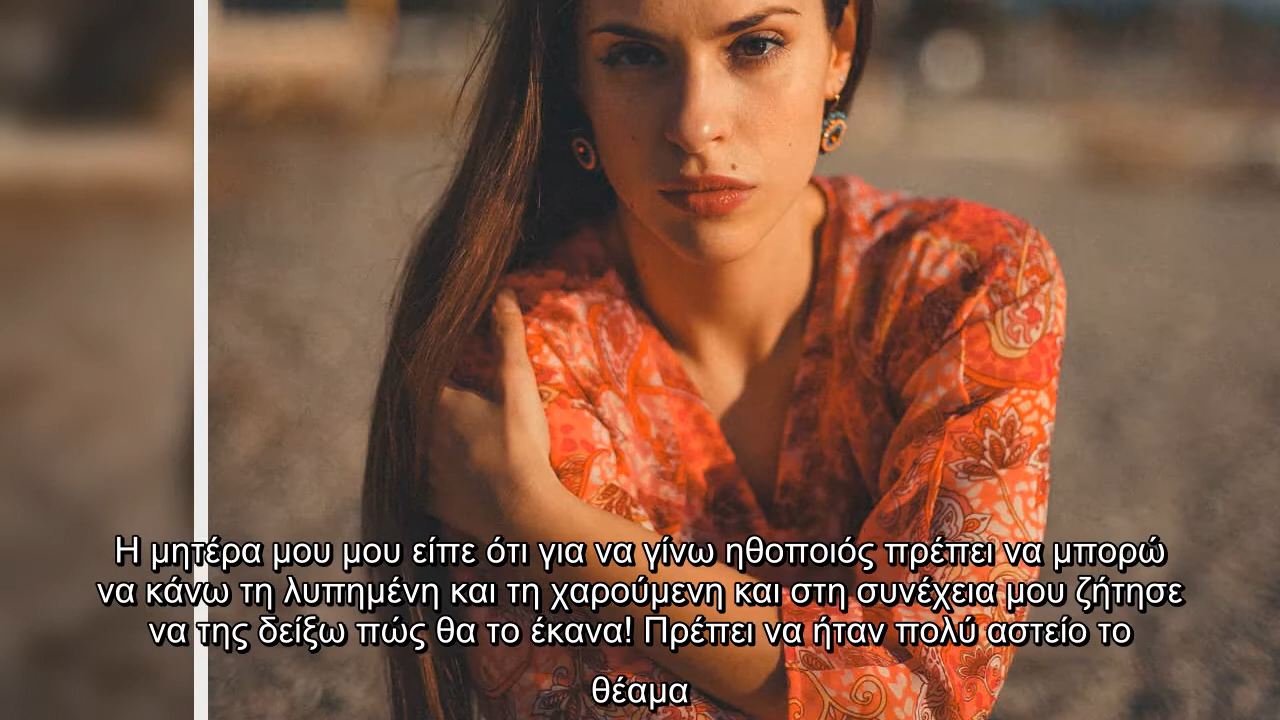 Η μητέρα μου μου είπε ότι για να γίνω ηθοποιός πρέπει να μπορώ
να κάνω τη λυπημένη και τη χαρούμενη και στη συνέχεια μου ζήτησε
να της δείξω πώς θα το έκανα! Πρέπει να ήταν πολύ αστείο το
θέαμα